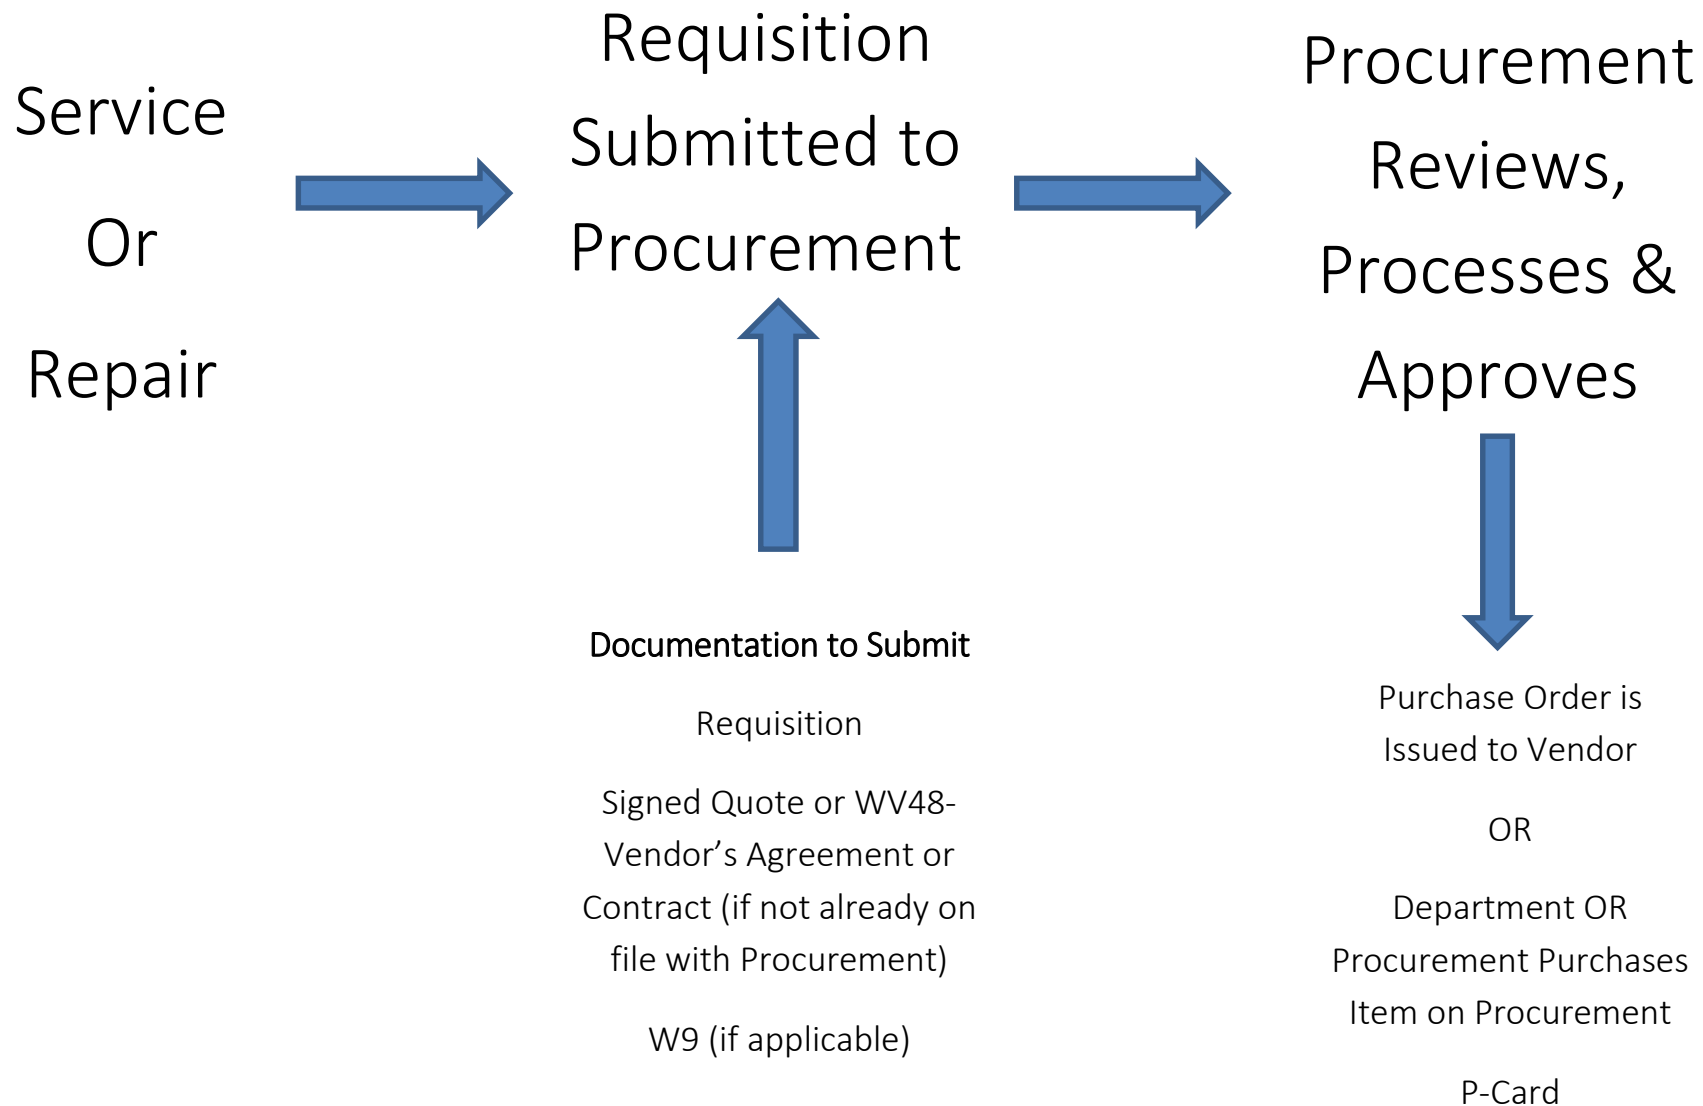 Service
Or
Repair
Requisition
Submitted to
Procurement
Procurement
Reviews,
Processes &
Approves
Documentation to Submit
Requisition
Signed Quote or WV48-
Vendor’s Agreement or
Contract (if not already on
file with Procurement)
W9 (if applicable)
Purchase Order is
Issued to Vendor
OR
Department OR
Procurement Purchases
Item on Procurement
P-Card